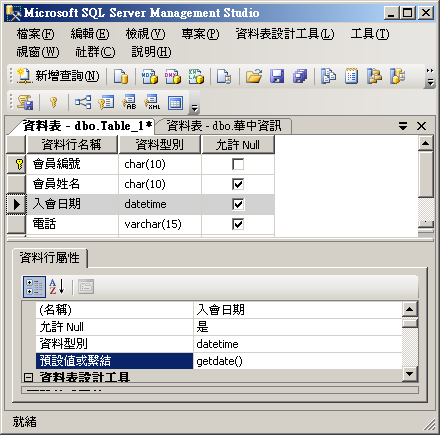 Microsoft SQL Server Management Studio
檔案(F) 編輯(E) 檢視(V) 專案(P) 資料表設計工具(L) 工具(T)
視窗(W) 社群(C) 說明(H)
新增查詢(N)
資料表 - dbo.Table_1* 資料表 - dbo.華中資訊
資料行名稱 資料型別 允許 Null
會員編號 char(10)
會員姓名 char(10)
入會日期 datetime
電話 varchar(15)
資料行屬性
(名稱) 入會日期
允許 Null 是
資料型別 datetime
預設值或繫結 getdate()
資料表設計工具
就緒